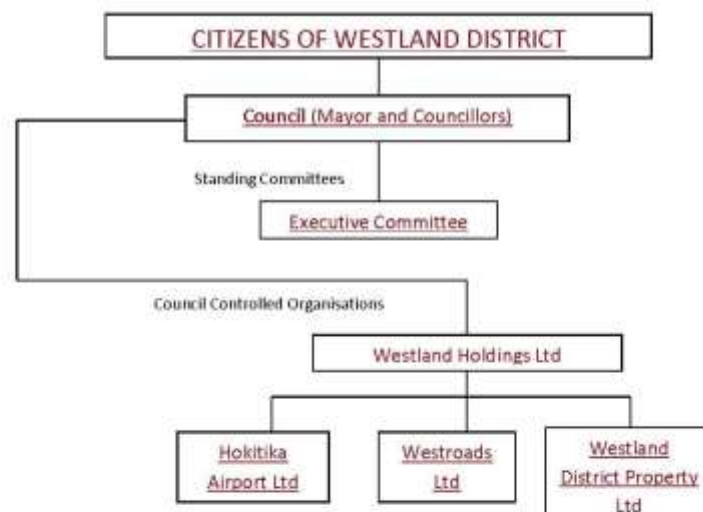 CITIZENS OF WESTLAND DISTRICT
Council (Mayor and Councillors)
Standing Committees
Executive Committee
Council Controlled Organisations
Westland Holdings Ltd
Hokitika
Airport Ltd
Westroads
Ltd
Westland
District Property
Ltd